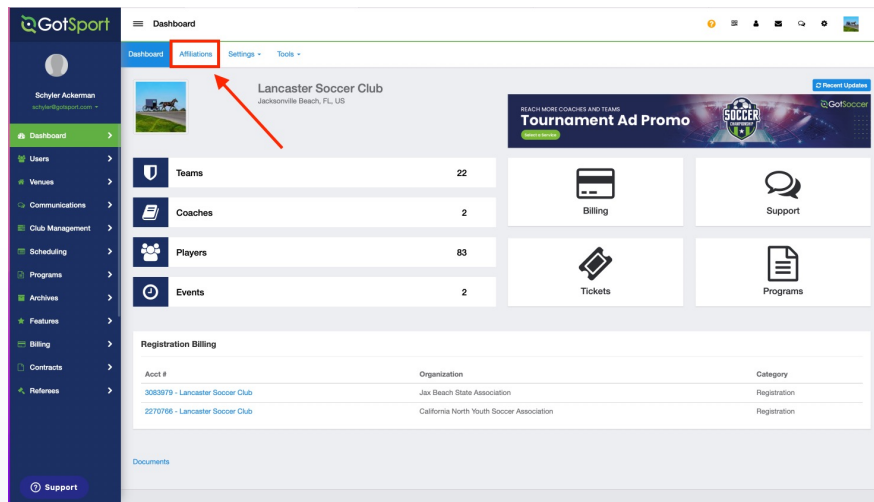 GotSport
Dashboard
Schyler Ackerman
schyler@gotsport.com
Dashboard
Users
Venues
Communications
Club Management
Scheduling
Programs
Archives
Features
Billing
Contracts
Referees
Support
Dashboard Affiliations Settings Tools
Lancaster Soccer Club
Jacksonville Beach, FL, US
Recent Updates
REACH MORE COACHES AND TEAMS
Tournament Ad Promo
SOCCER
CHAMPIONSHIP
GotSoccer
Teams 22
Coaches 2
Players 83
Events 2
Billing
Support
Tickets
Programs
Registration Billing
Acct # Organization Category
3083979 - Lancaster Soccer Club Jax Beach State Association Registration
2270766 - Lancaster Soccer Club California North Youth Soccer Association Registration
Documents